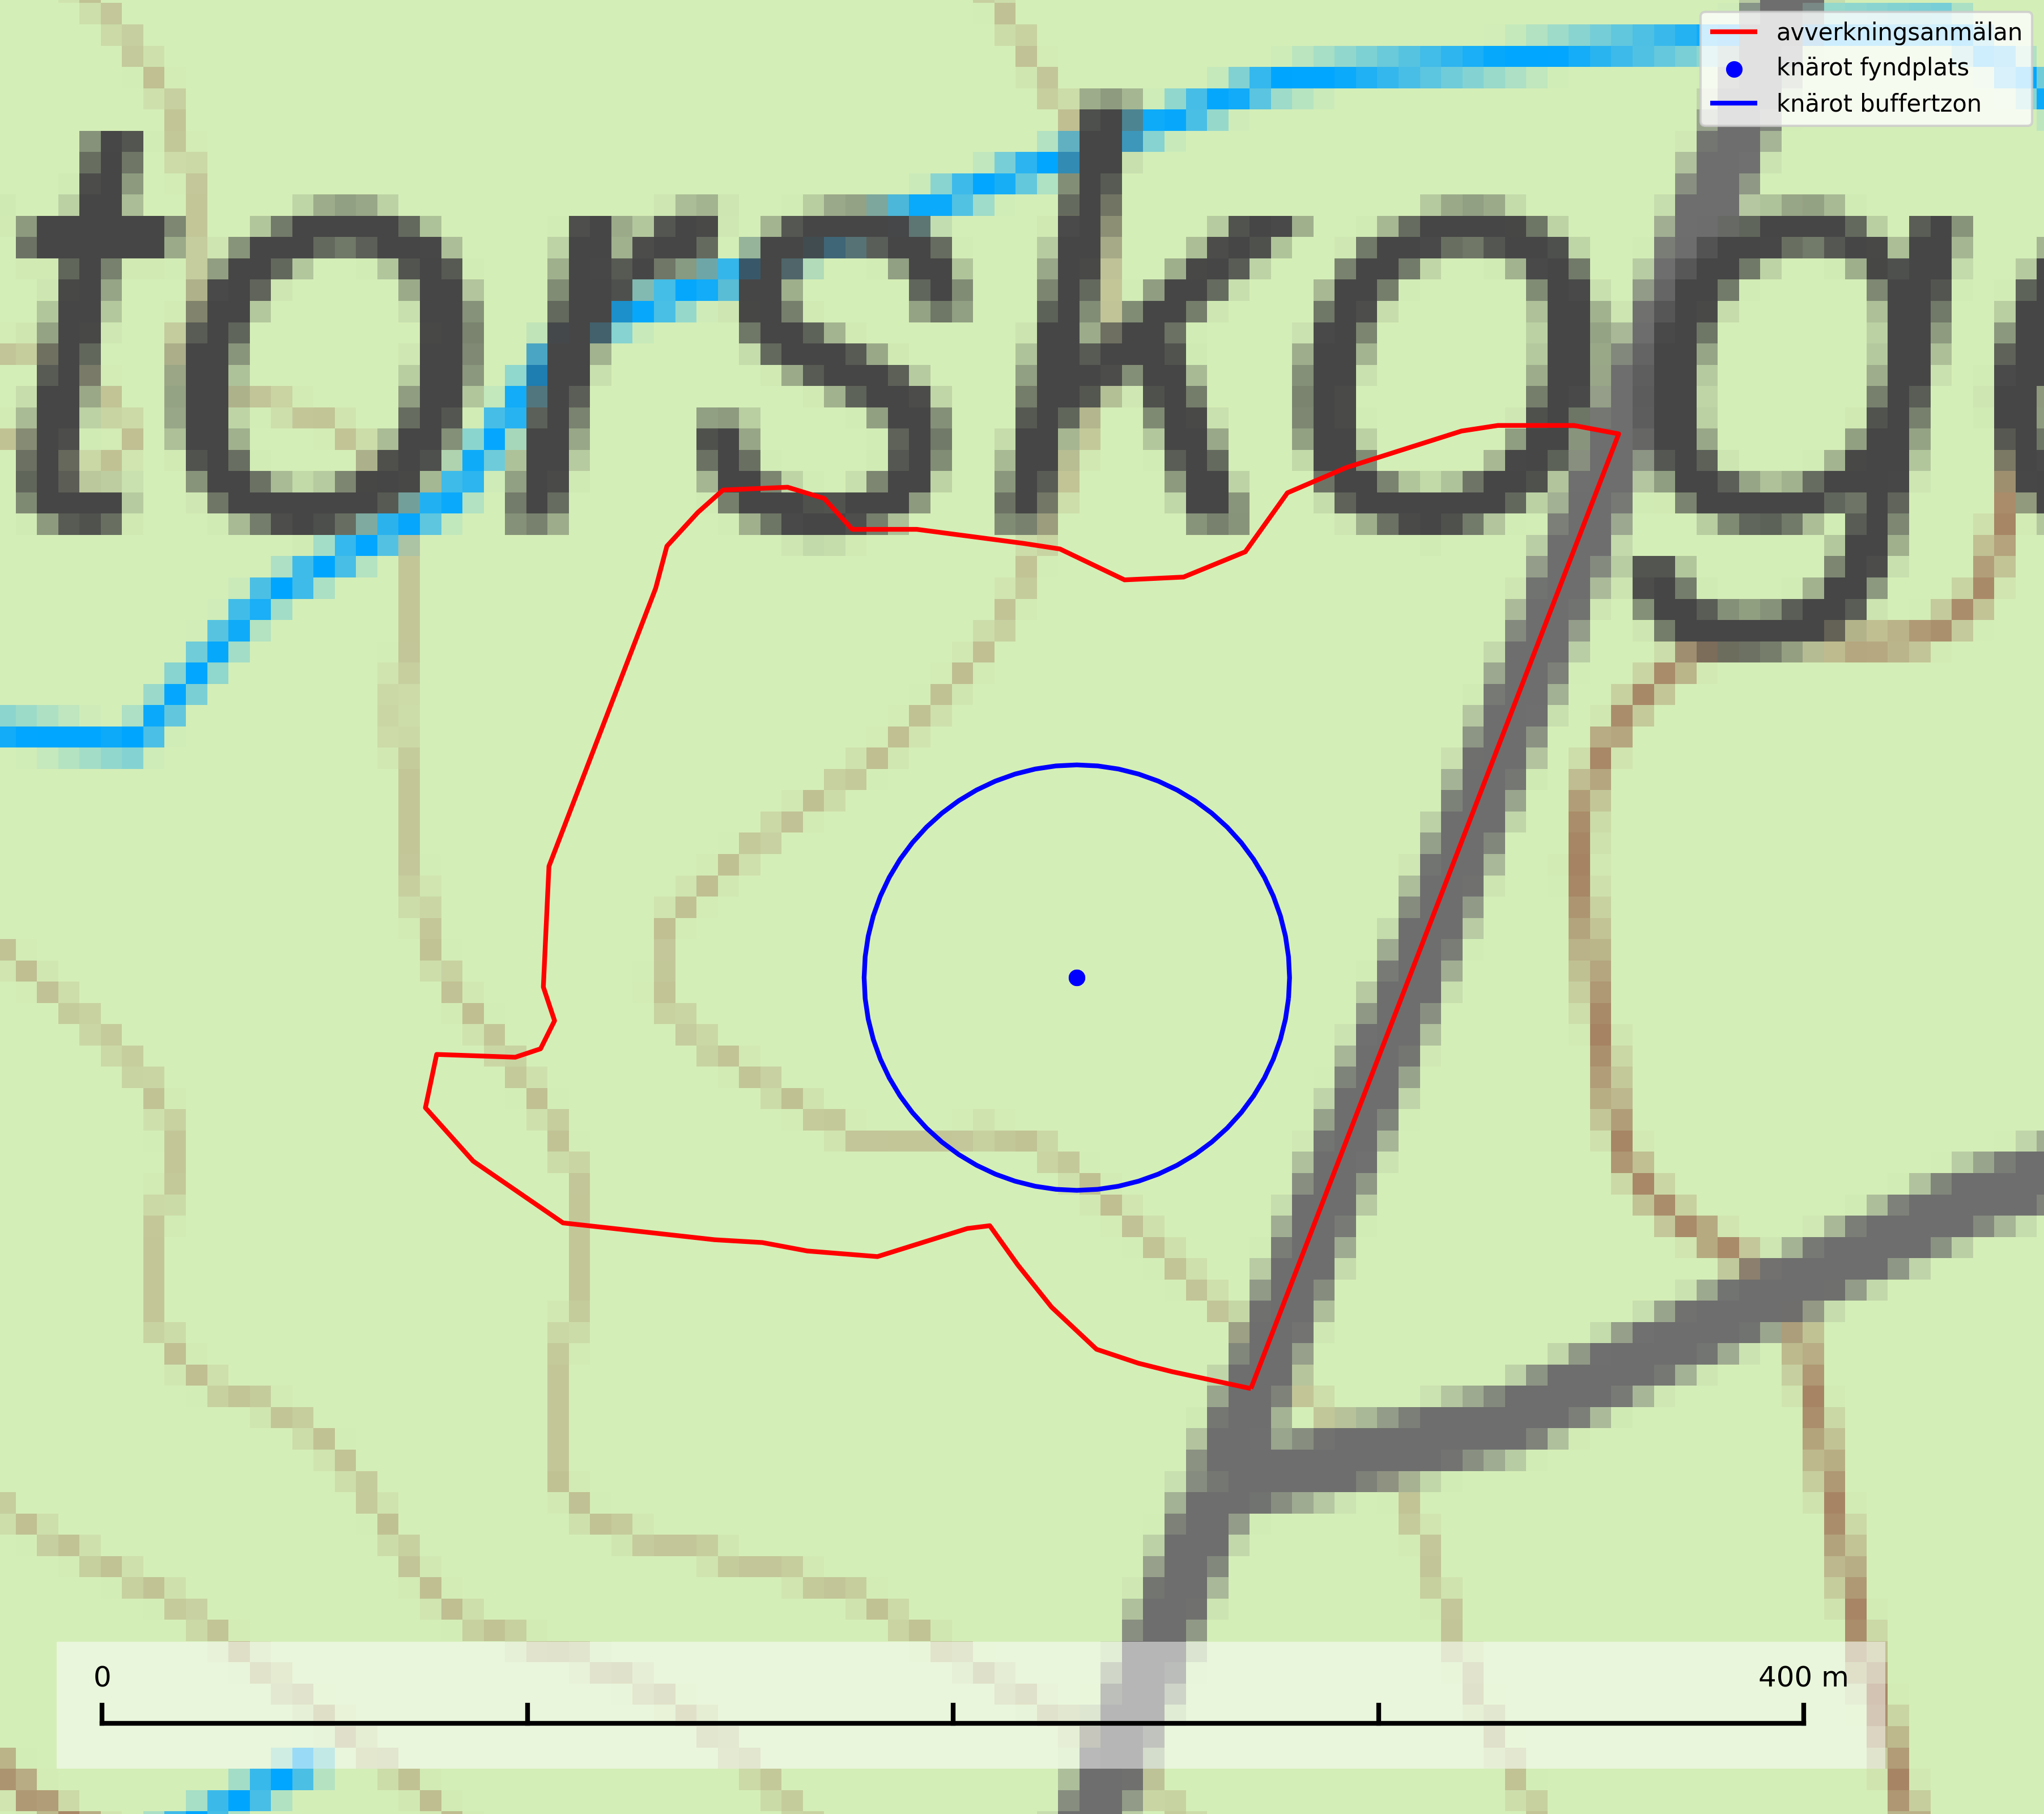 avverkningsanmälan
knärot fyndplats
knärot buffertzon
torskog
0 400 m